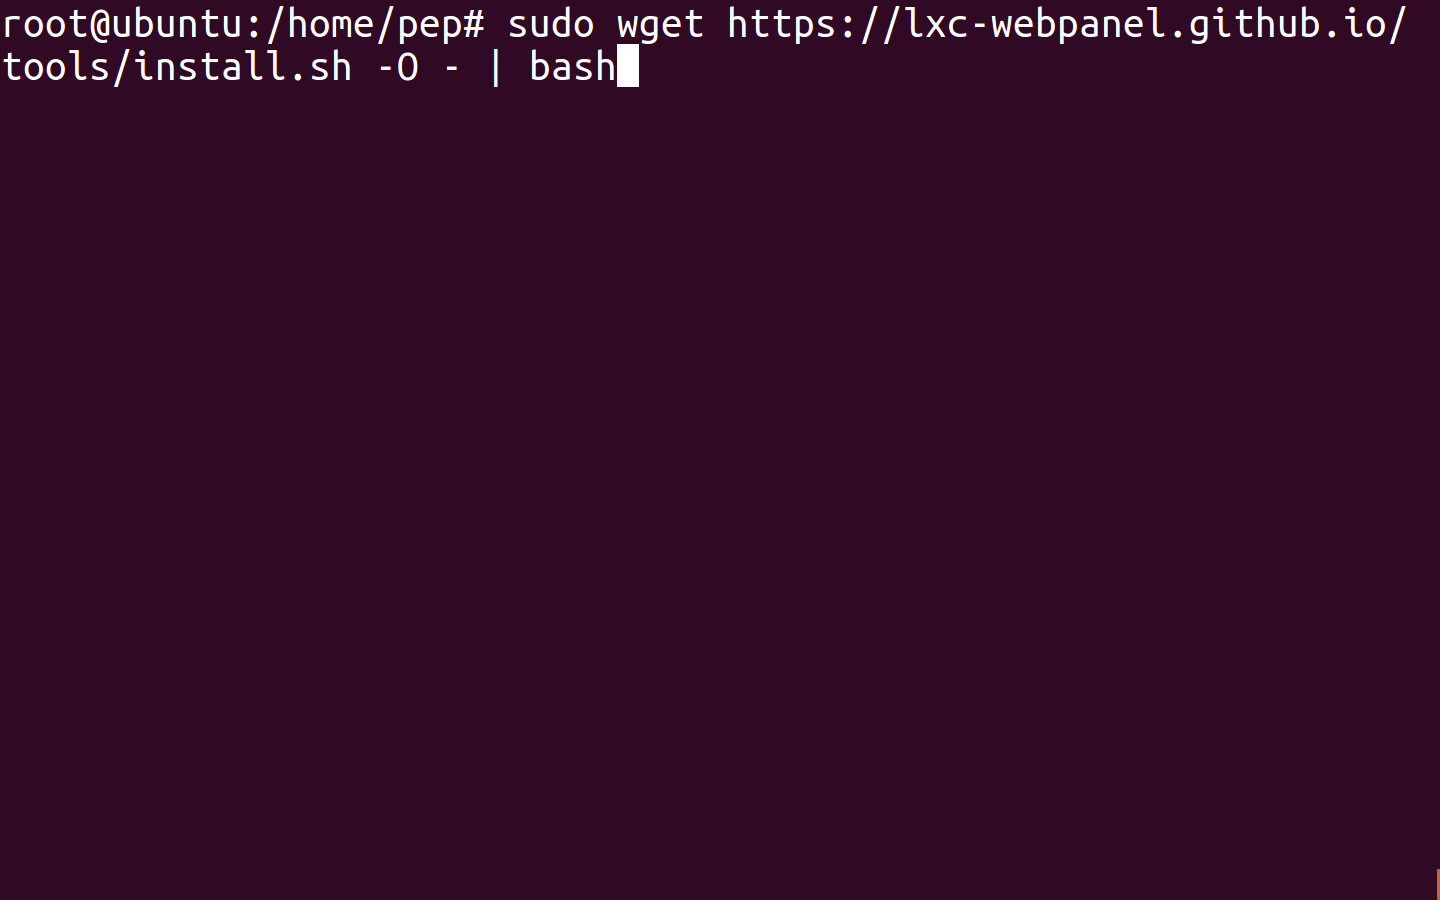 root@ubuntu:/home/pep# sudo wget https://lxc-webpanel.github.io/
tools/install.sh -O - | bash